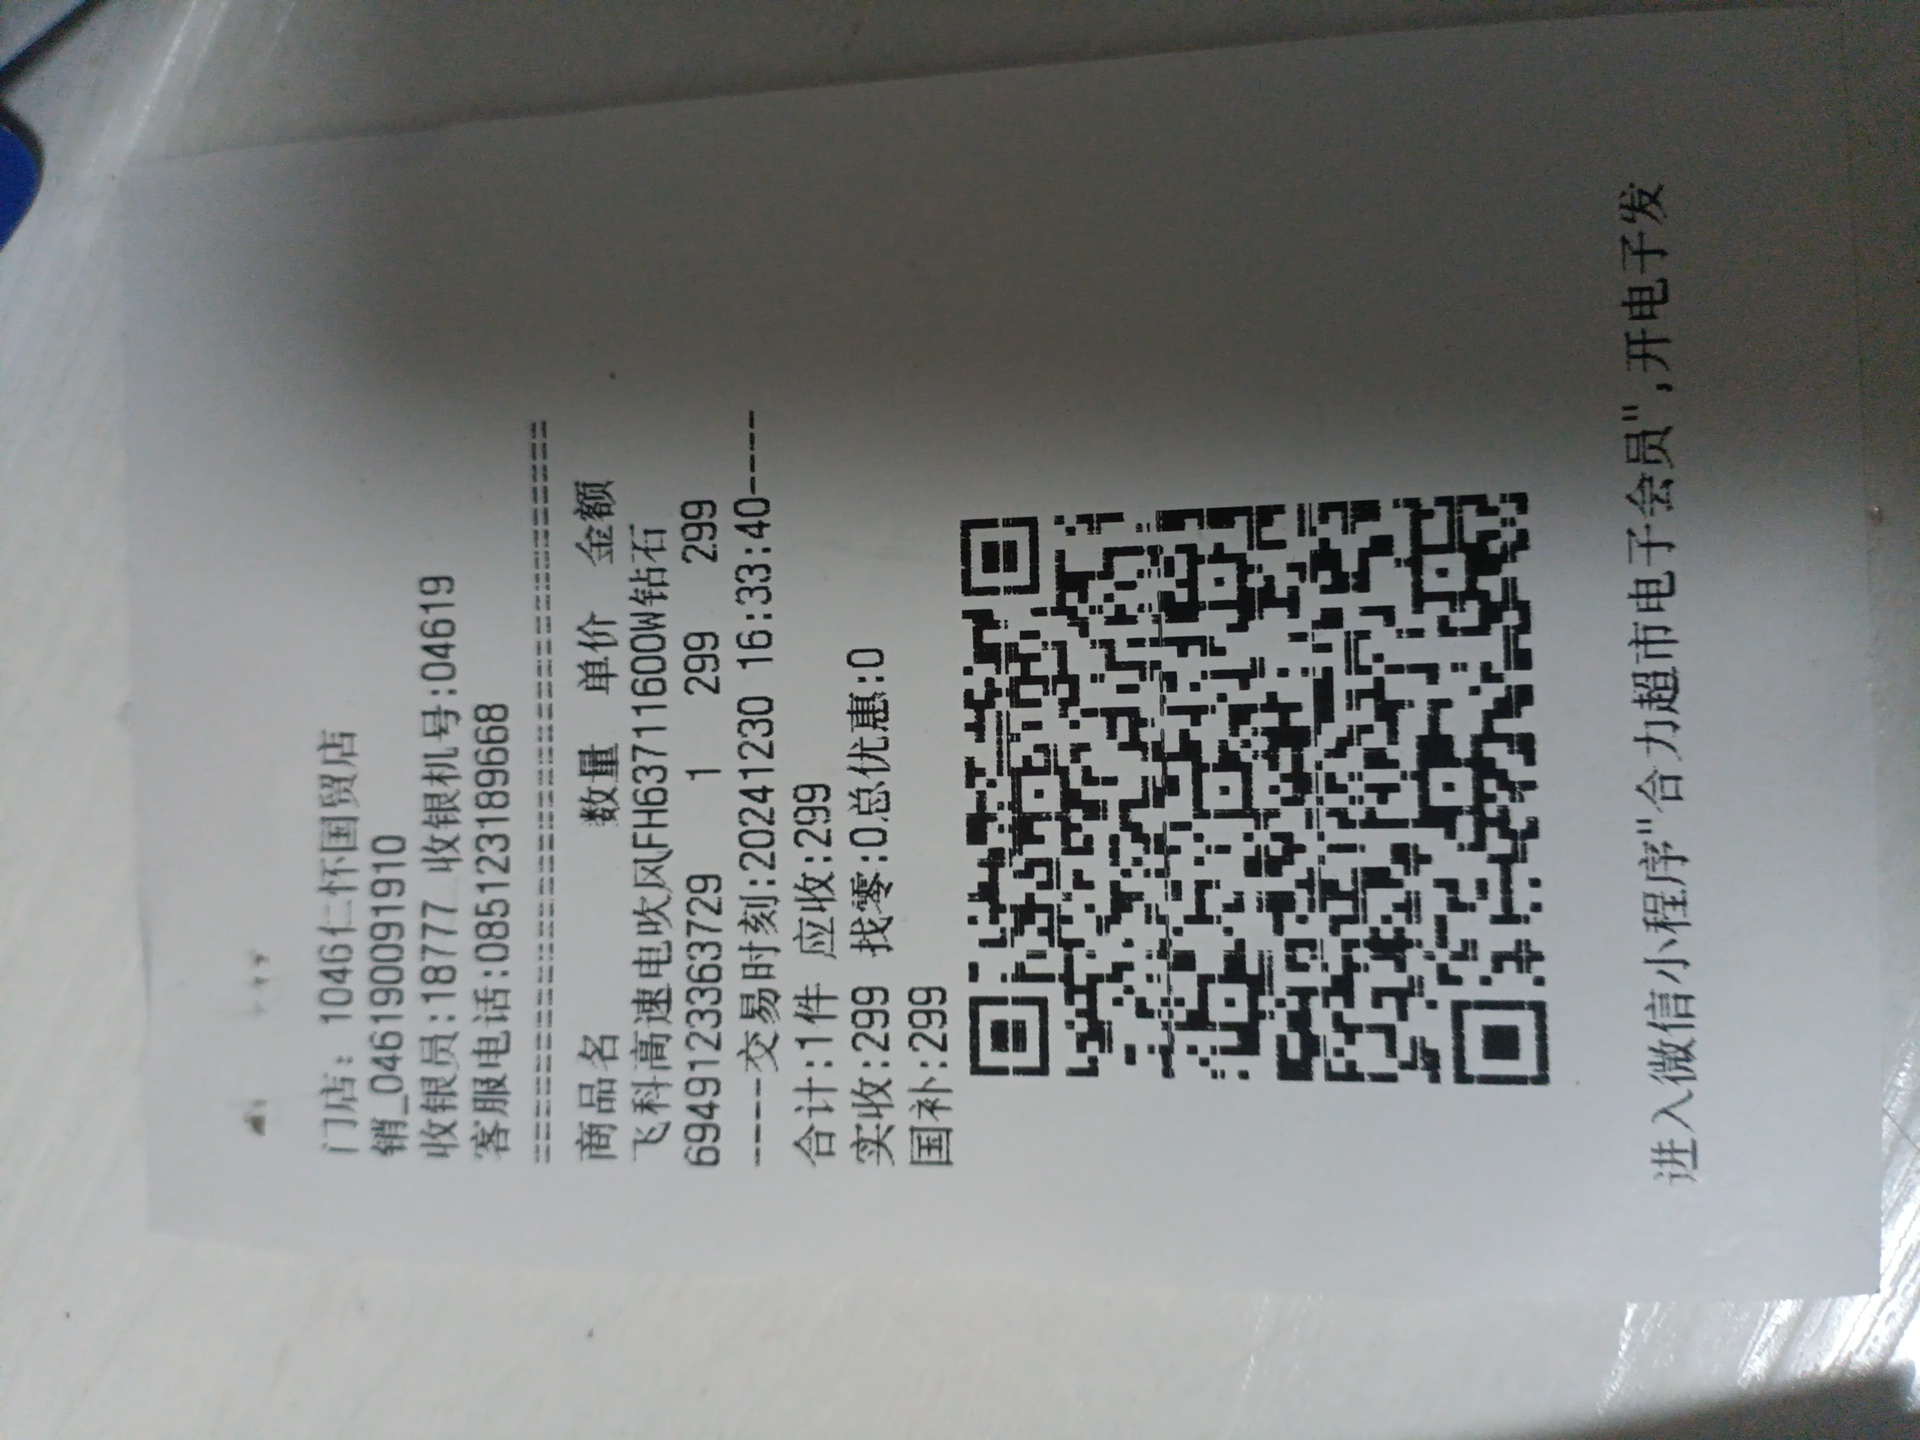 门店: 1046仁怀国贸店
销_046190091910
收银员:18777 收银机号:04619
客服电话:085123189668
商品名 数量 单价 金额
飞科高速电吹风FH63711600W钻石
6949123363729 1 299 299
----交易时刻:20241230 16:33:40----
合计:1件 应收:299
实收:299 找零:0总优惠:0
国补:299
进入微信小程序"合力超市电子会员",开电子发